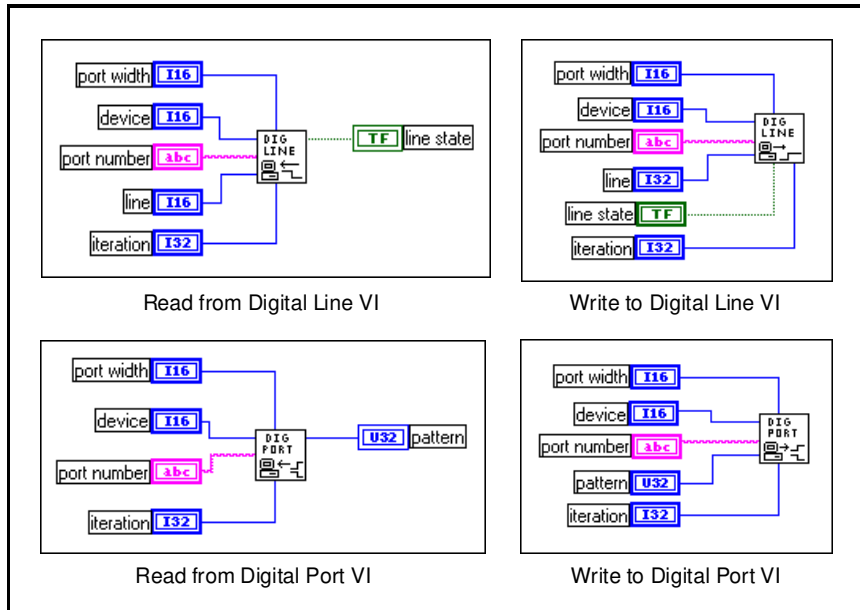 port width I16
device I16
port number abc
line I16
iteration I32
DIG
LINE
TF line state
Read from Digital Line VI
port width I16
device I16
port number abc
line I32
line state TF
iteration I32
DIG
LINE
Write to Digital Line VI
port width I16
device I16
port number abc
iteration I32
DIG
PORT
U32 pattern
Read from Digital Port VI
port width I16
device I16
port number abc
pattern U32
iteration I32
DIG
PORT
Write to Digital Port VI